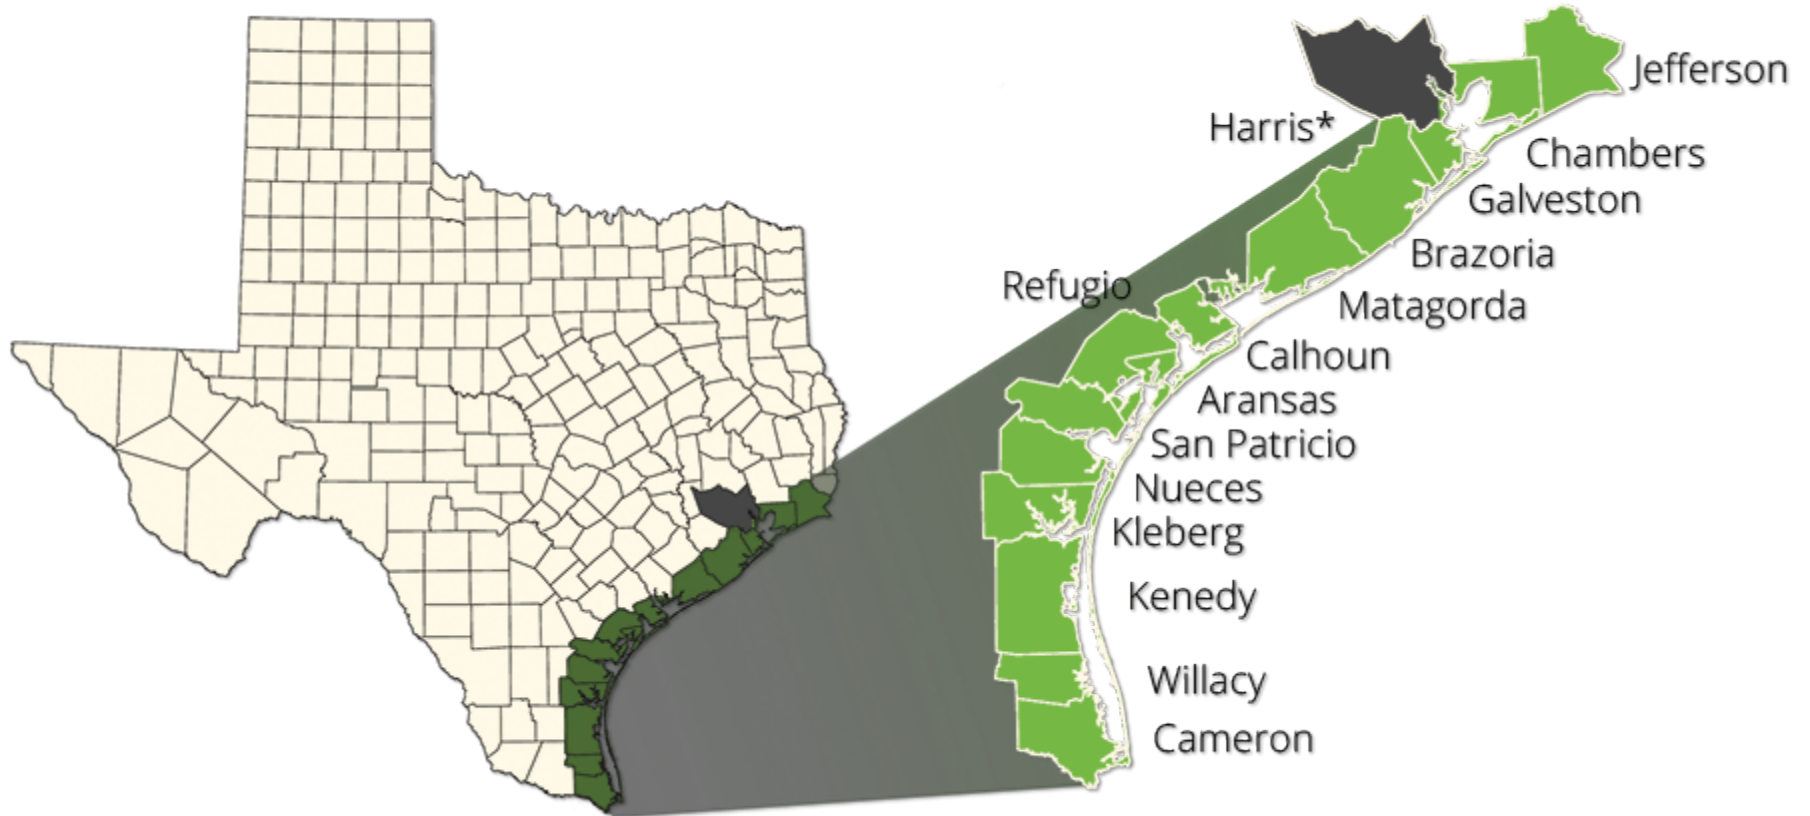 Jefferson
Harris*
Chambers
Galveston
Brazoria
Refugio
Matagorda
Calhoun
Aransas
San Patricio
Nueces
Kleberg
Kenedy
Willacy
Cameron